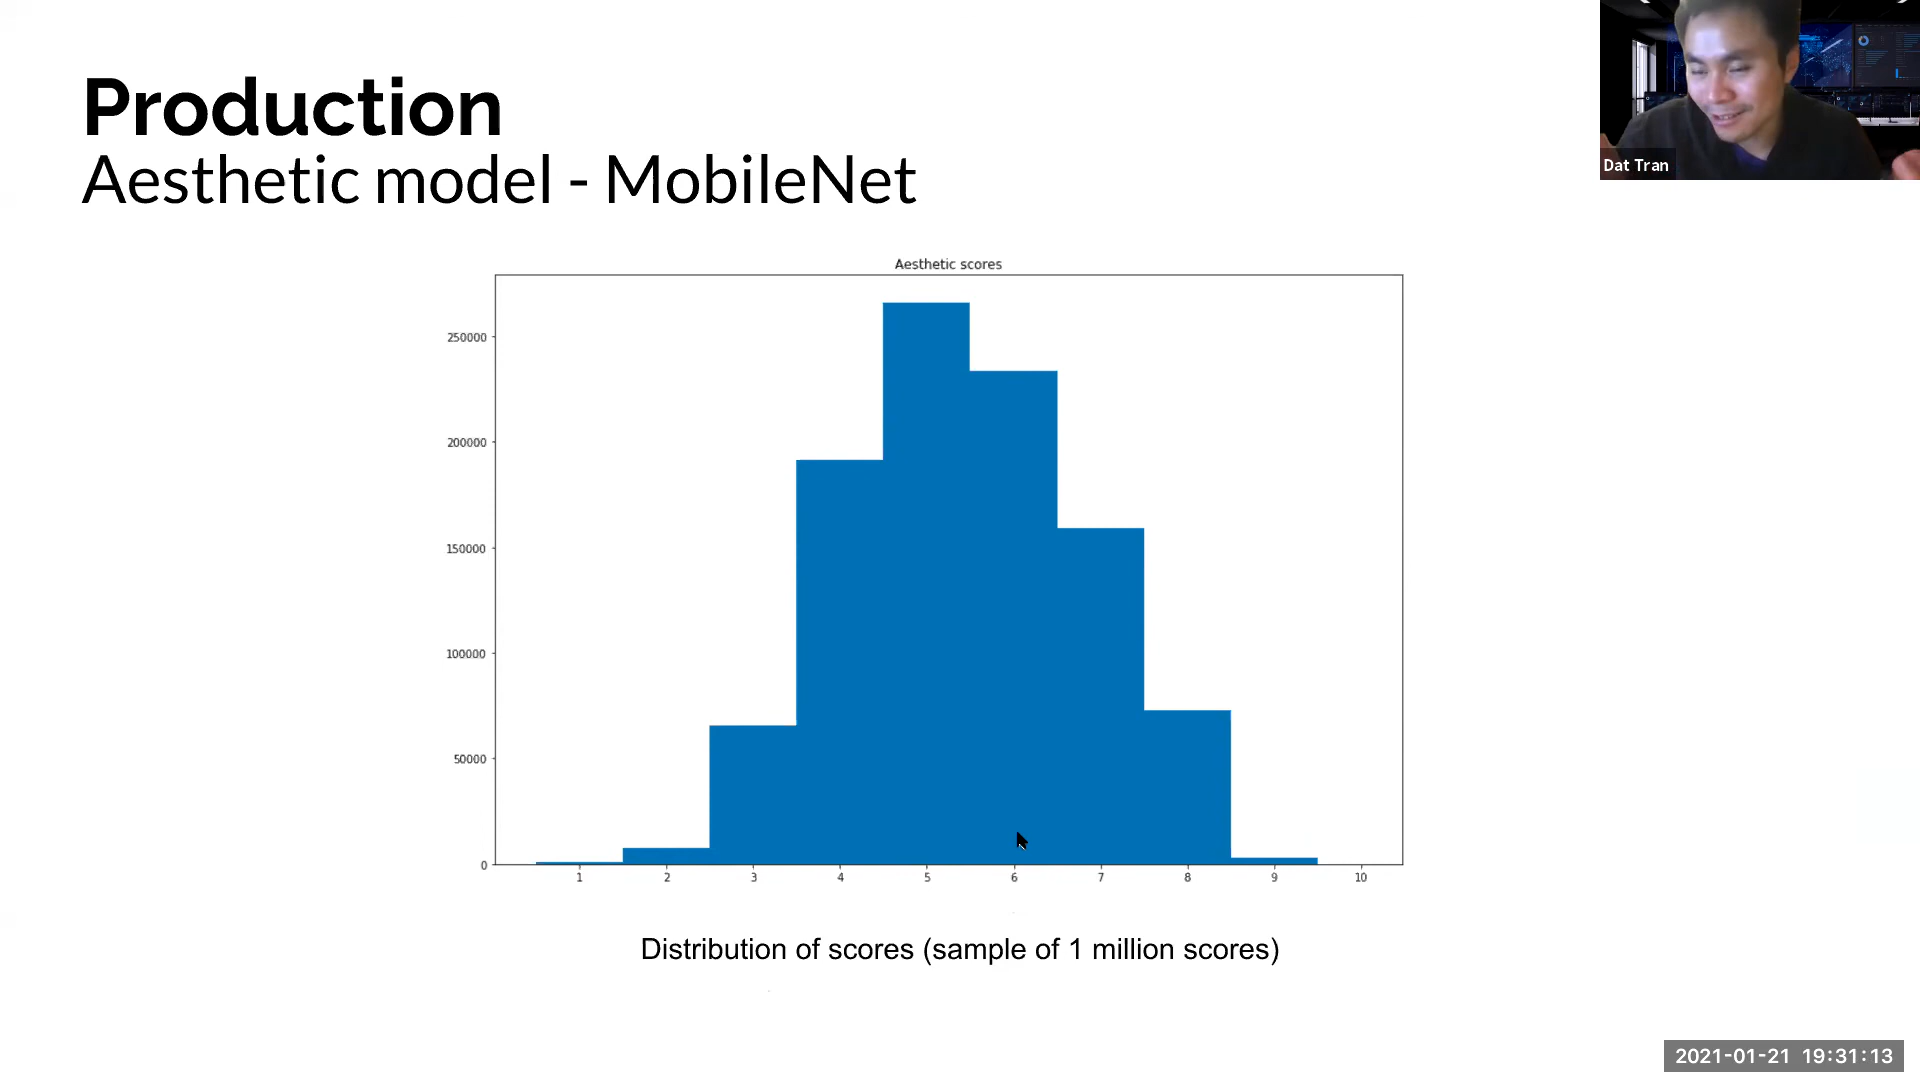 Production
Aesthetic model - MobileNet
Dat Tran
Aesthetic scores
250000
200000
150000
100000
50000
0
1 2 3 4 5 6 7 8 9 10
Distribution of scores (sample of 1 million scores)
2021-01-21 19:31:13